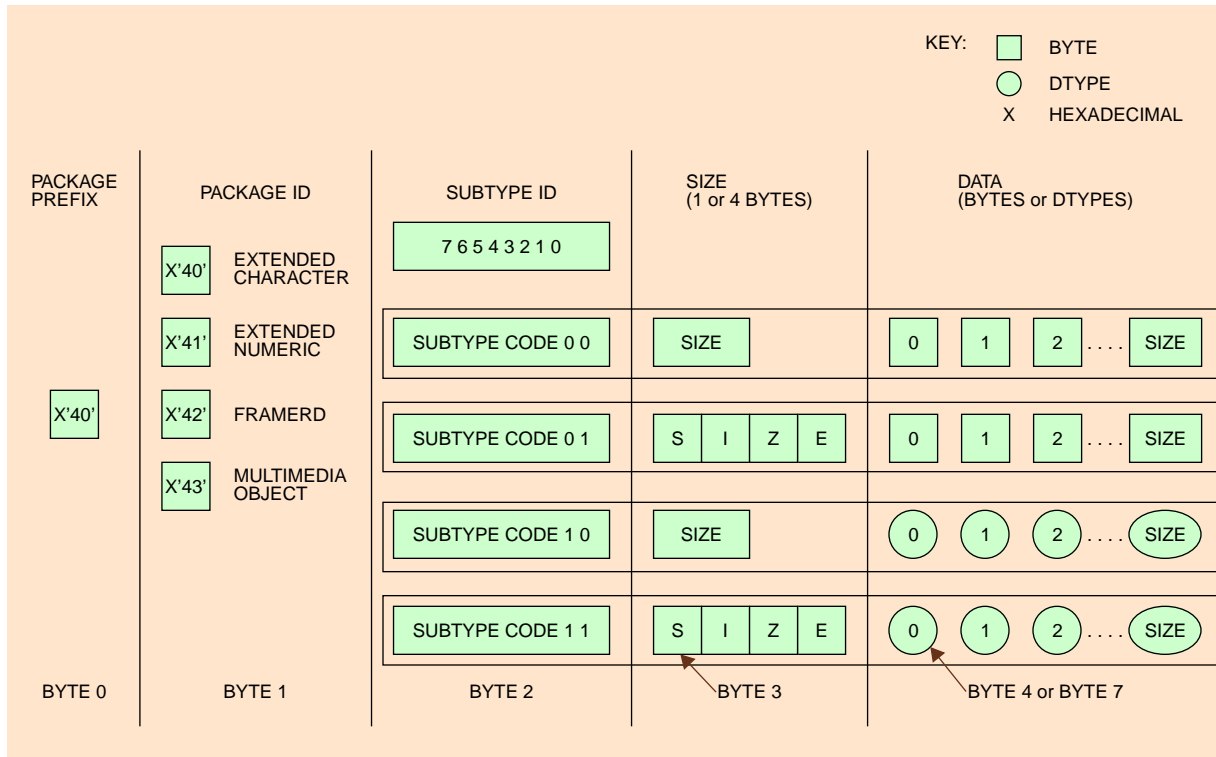 KEY:
BYTE
DTYPE
X HEXADECIMAL
PACKAGE
PREFIX
PACKAGE ID
SUBTYPE ID
SIZE
(1 or 4 BYTES)
DATA
(BYTES or DTYPES)
7 6 5 4 3 2 1 0
X'40' EXTENDED
CHARACTER
X'41' EXTENDED
NUMERIC
SUBTYPE CODE 0 0 SIZE 0 1 2 . . . . SIZE
X'40'
X'42' FRAMERD
SUBTYPE CODE 0 1 S I Z E 0 1 2 . . . . SIZE
X'43' MULTIMEDIA
OBJECT
SUBTYPE CODE 1 0 SIZE 0 1 2 . . . . SIZE
SUBTYPE CODE 1 1 S I Z E 0 1 2 . . . . SIZE
BYTE 0 BYTE 1 BYTE 2 BYTE 3 BYTE 4 or BYTE 7